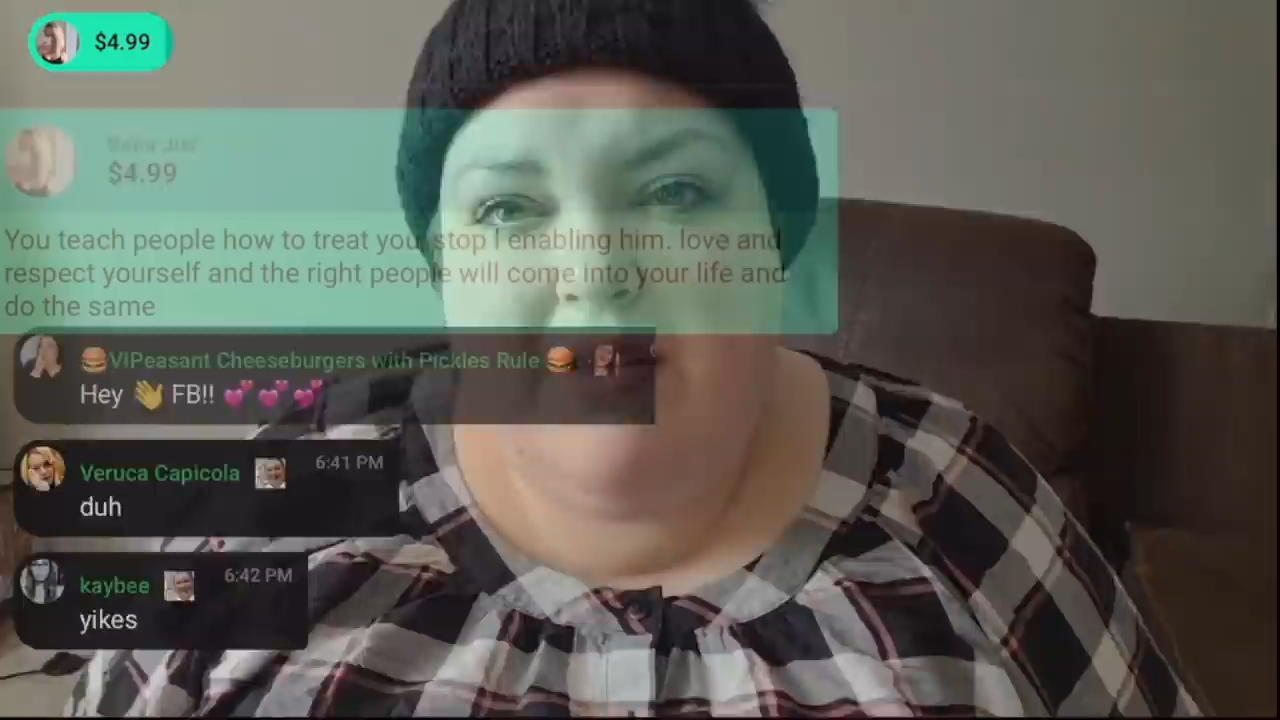 $4.99
$4.99
You teach people how to treat you, stop enabling him. love and
respect yourself and the right people will come into your life and
do the same
🍔VIPeasant Cheeseburgers with Pickles Rule 🍔
Hey 👋 FB!! 💕 💕 💕
Veruca Capicola 6:41 PM
duh
kaybee 6:42 PM
yikes